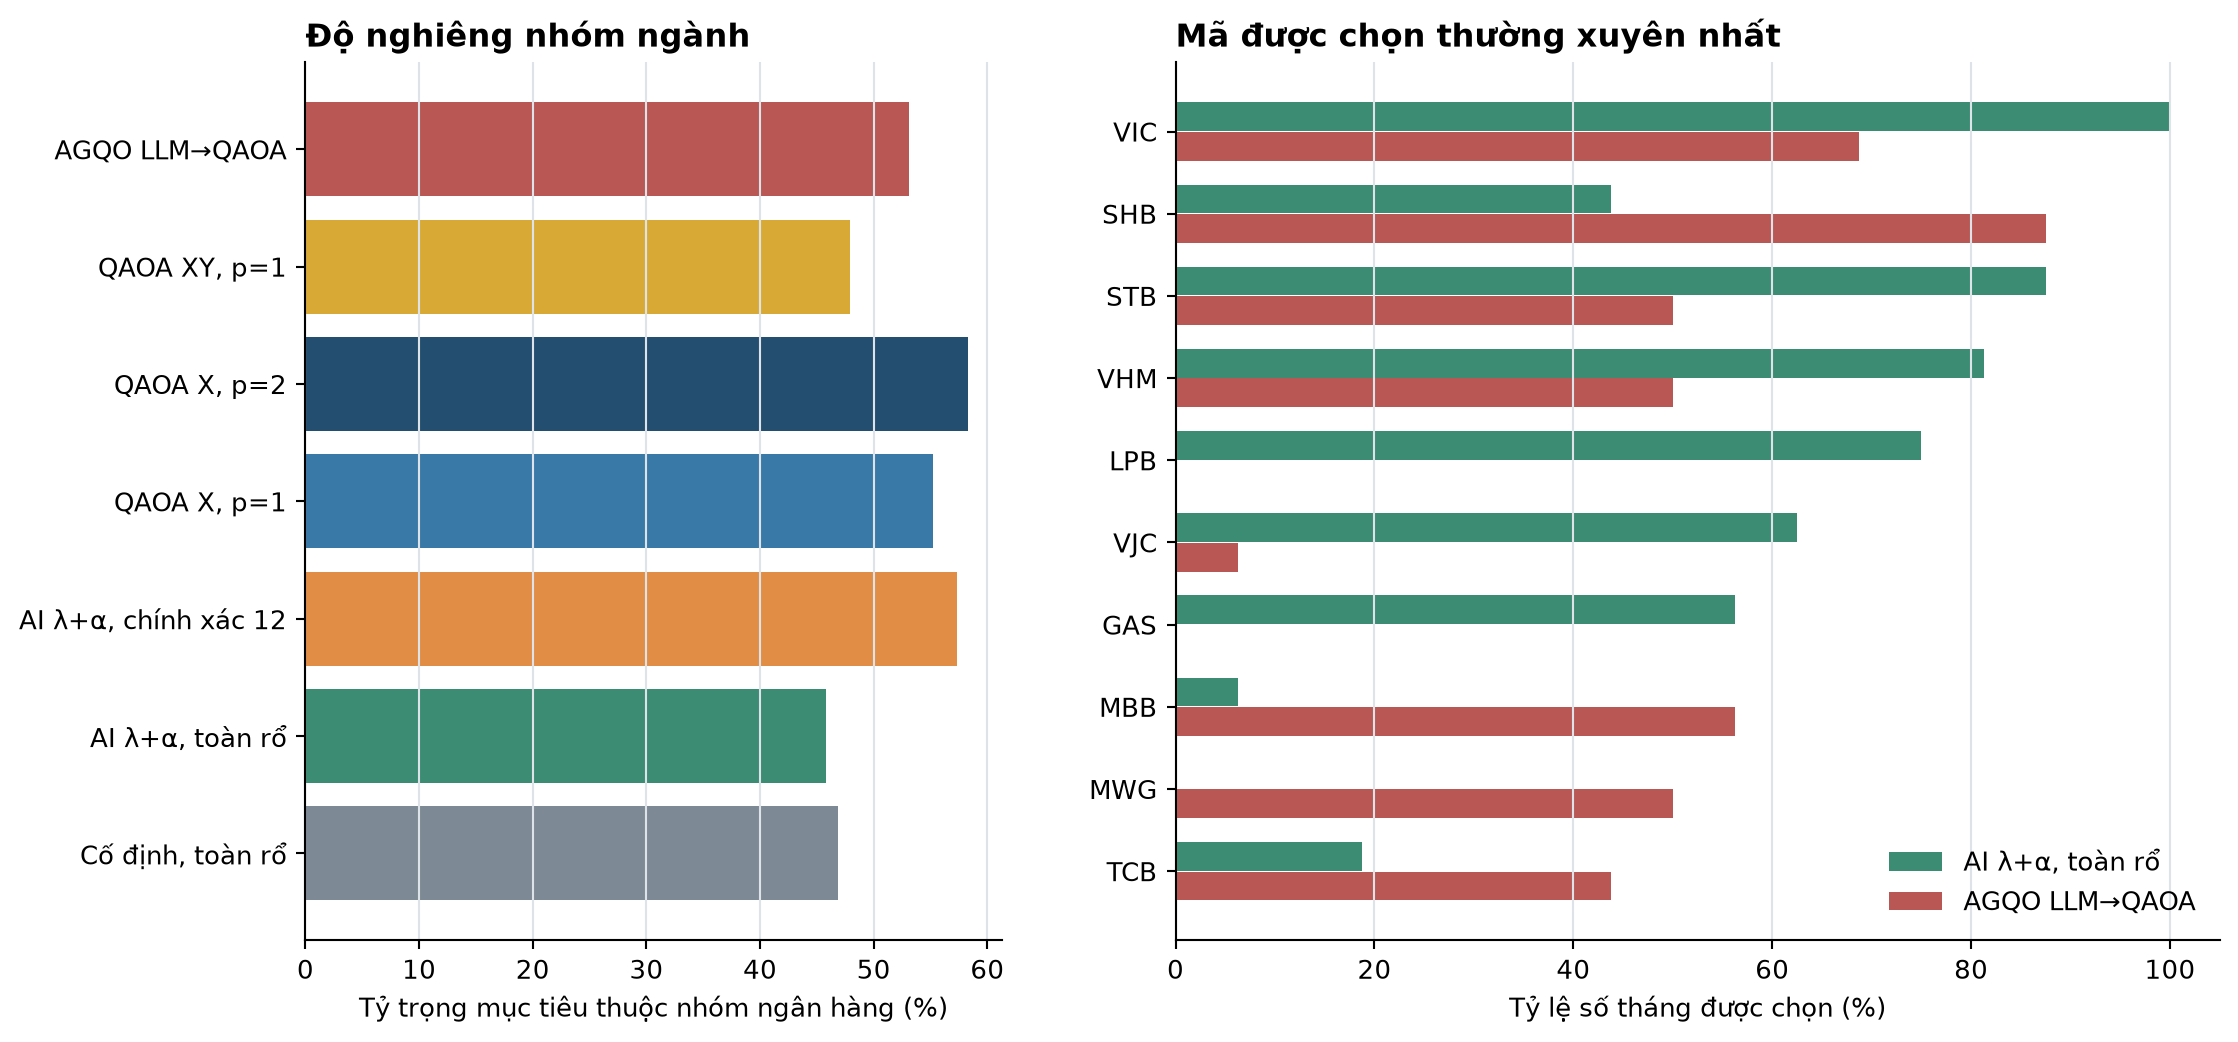 Độ nghiêng nhóm ngành
AGQO LLM→QAOA
QAOA XY, p=1
QAOA X, p=2
QAOA X, p=1
AI λ+α, chính xác 12
AI λ+α, toàn rổ
Cố định, toàn rổ
0 10 20 30 40 50 60
Tỷ trọng mục tiêu thuộc nhóm ngân hàng (%)
Mã được chọn thường xuyên nhất
VIC
SHB
STB
VHM
LPB
VJC
GAS
MBB
MWG
TCB
AI λ+α, toàn rổ
AGQO LLM→QAOA
0 20 40 60 80 100
Tỷ lệ số tháng được chọn (%)